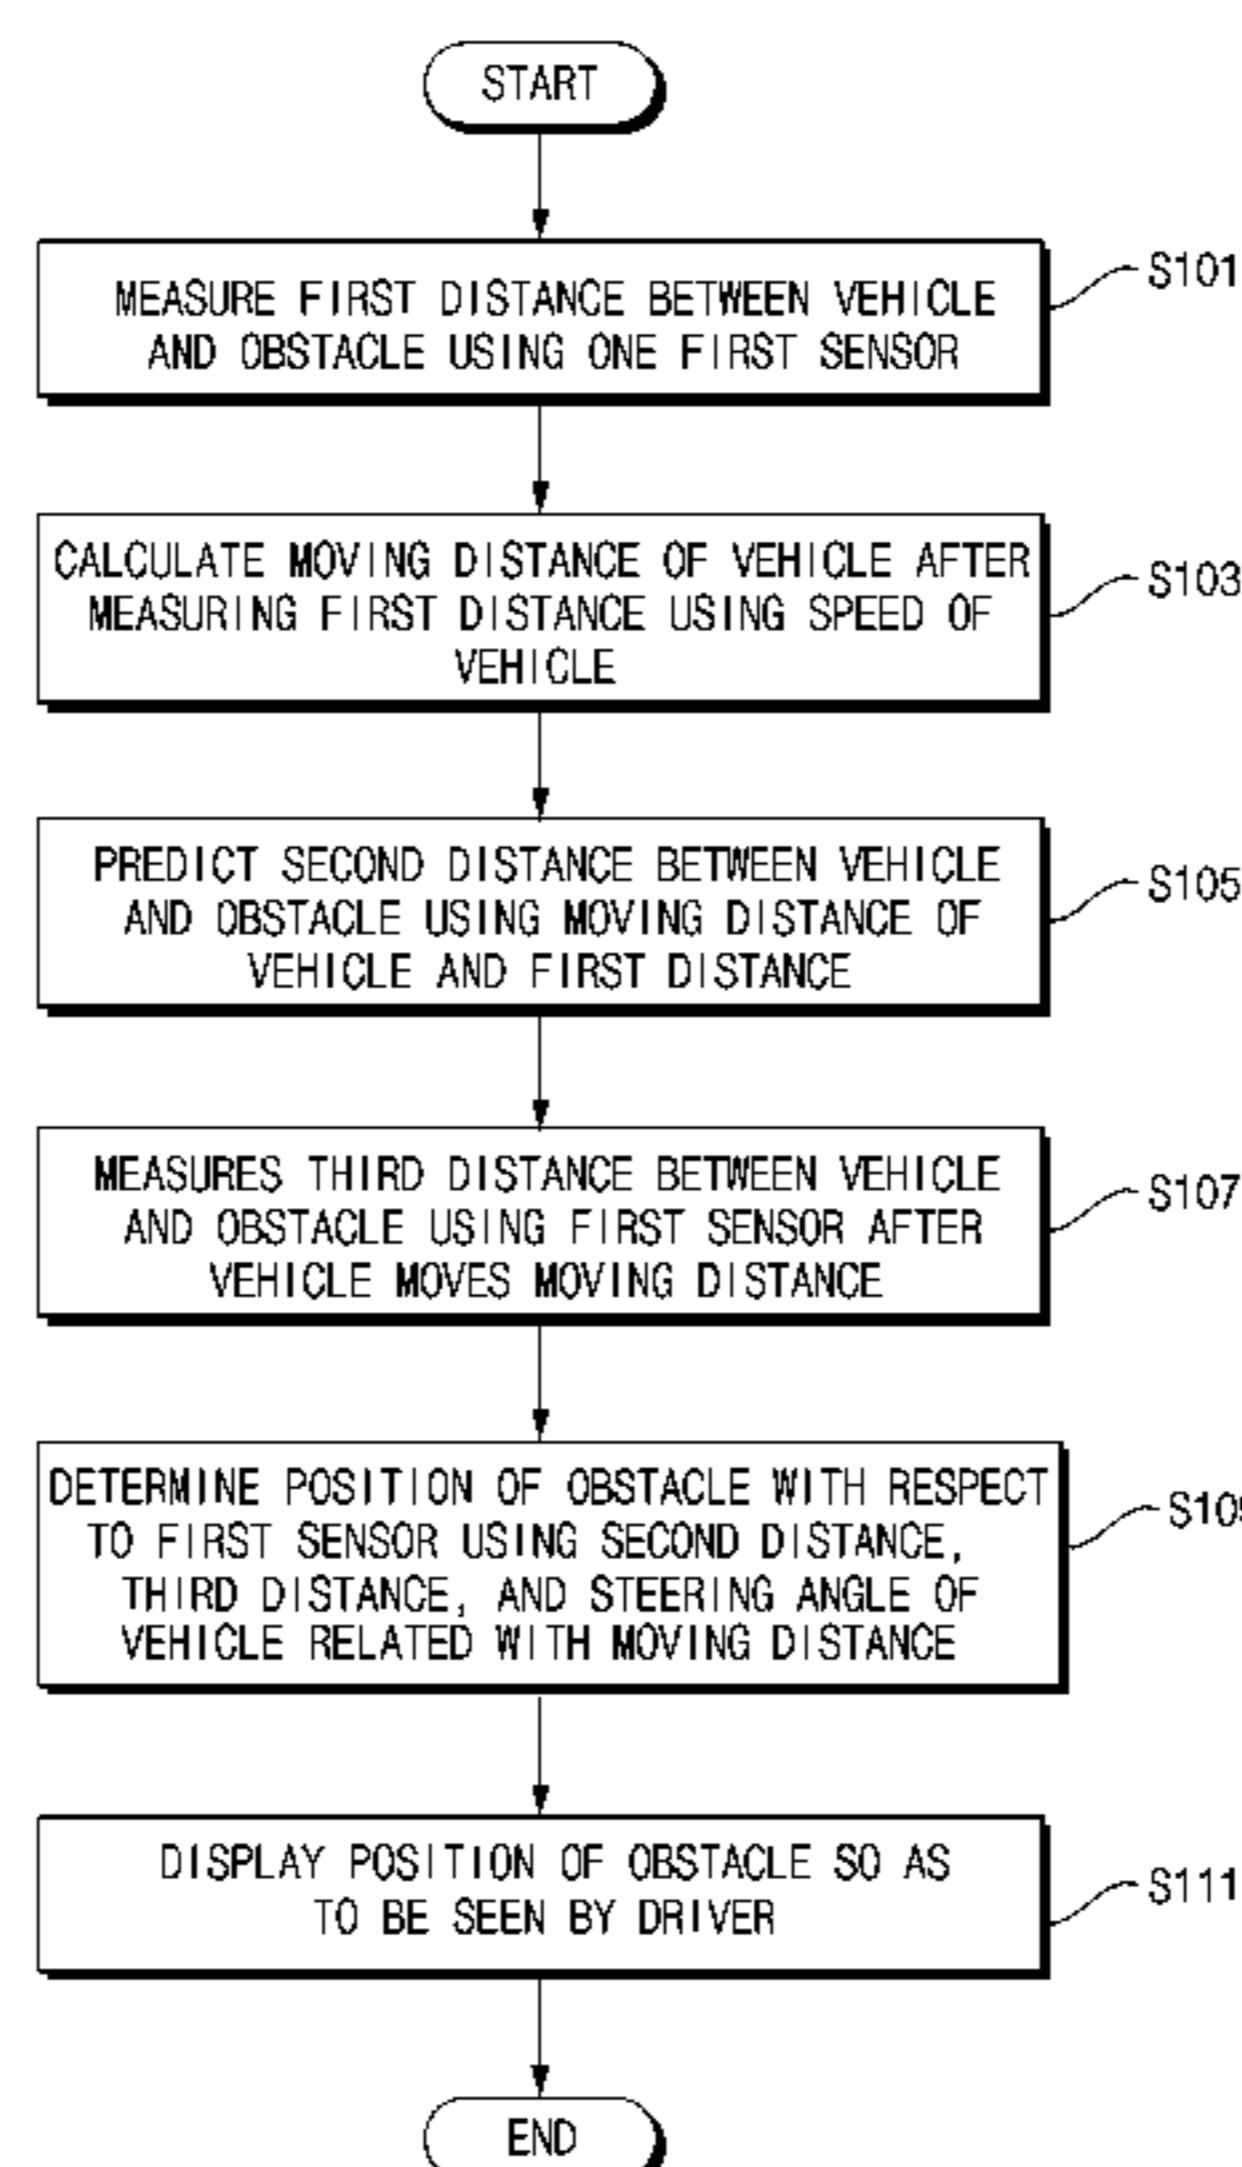 START
MEASURE FIRST DISTANCE BETWEEN VEHICLE
AND OBSTACLE USING ONE FIRST SENSOR
S101
CALCULATE MOVING DISTANCE OF VEHICLE AFTER
MEASURING FIRST DISTANCE USING SPEED OF
VEHICLE
S103
PREDICT SECOND DISTANCE BETWEEN VEHICLE
AND OBSTACLE USING MOVING DISTANCE OF
VEHICLE AND FIRST DISTANCE
S105
MEASURES THIRD DISTANCE BETWEEN VEHICLE
AND OBSTACLE USING FIRST SENSOR AFTER
VEHICLE MOVES MOVING DISTANCE
S107
DETERMINE POSITION OF OBSTACLE WITH RESPECT
TO FIRST SENSOR USING SECOND DISTANCE,
THIRD DISTANCE, AND STEERING ANGLE OF
VEHICLE RELATED WITH MOVING DISTANCE
S109
DISPLAY POSITION OF OBSTACLE SO AS
TO BE SEEN BY DRIVER
S111
END